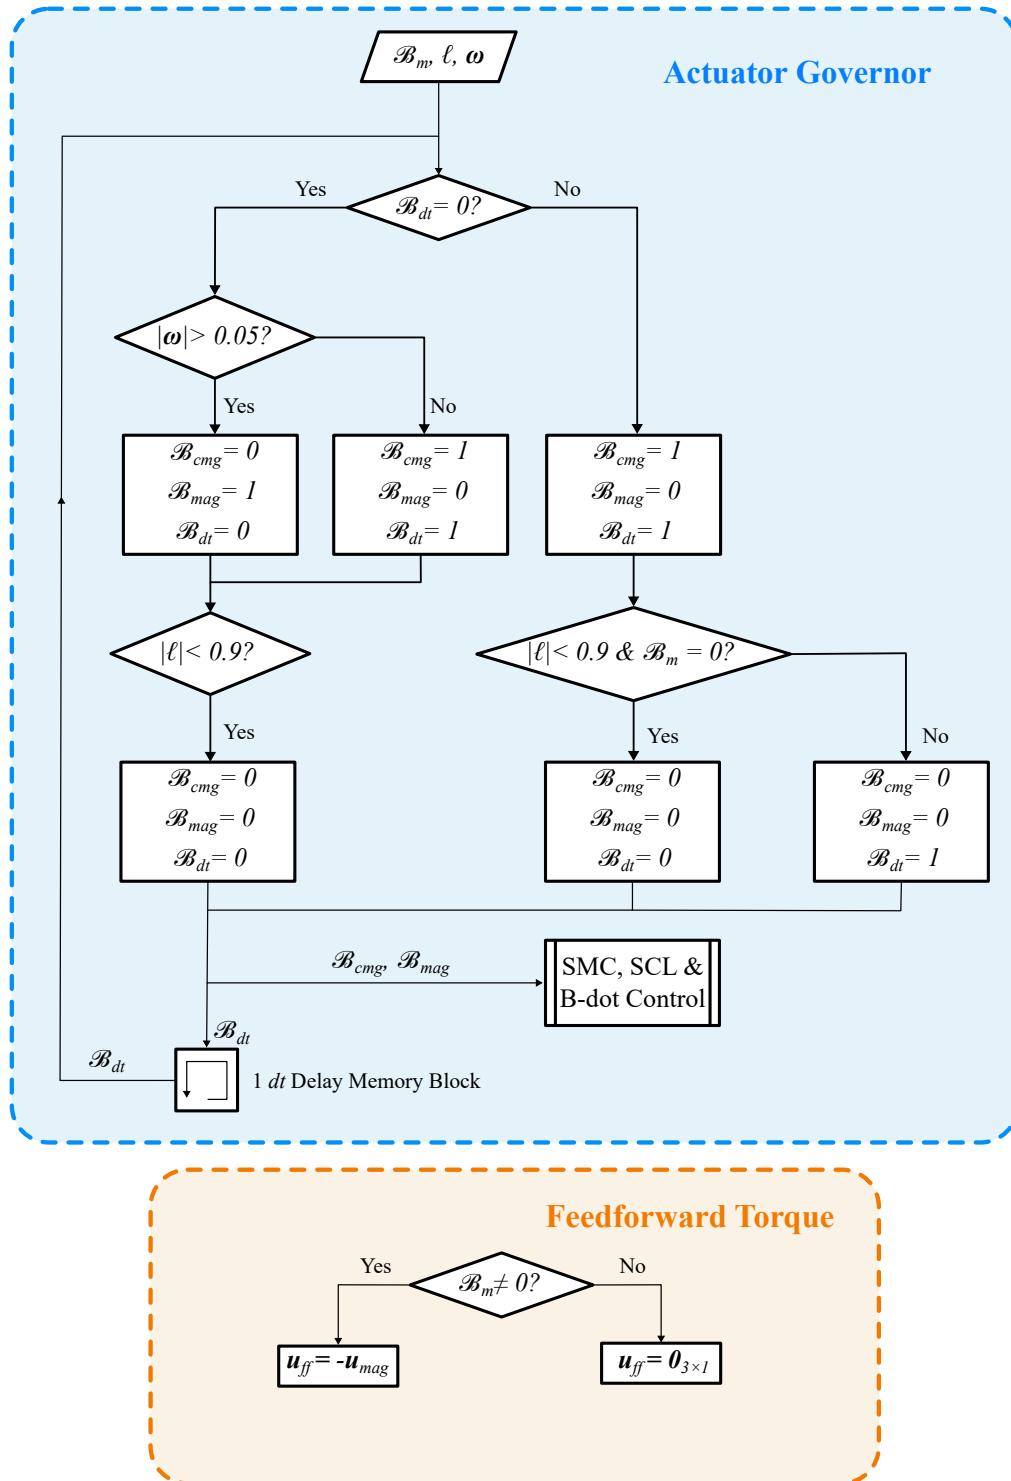 ℬm, ℓ, ω
Actuator Governor
Yes
No
ℬdt = 0?
|ω| > 0.05?
Yes
No
ℬcmg = 0
ℬmag = 1
ℬdt = 0
ℬcmg = 1
ℬmag = 0
ℬdt = 1
ℬcmg = 1
ℬmag = 0
ℬdt = 1
|ℓ| < 0.9?
|ℓ| < 0.9 & ℬm = 0?
Yes
Yes
No
ℬcmg = 0
ℬmag = 0
ℬdt = 0
ℬcmg = 0
ℬmag = 0
ℬdt = 0
ℬcmg = 0
ℬmag = 0
ℬdt = 1
ℬcmg, ℬmag
SMC, SCL &
B-dot Control
ℬdt
ℬdt
1 dt Delay Memory Block
Feedforward Torque
Yes
No
ℬm ≠ 0?
uff = -umag
uff = 03×1